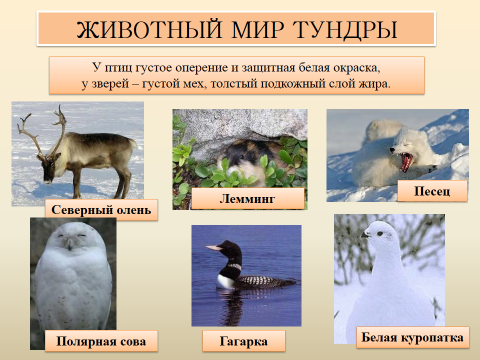 ЖИВОТНЫЙ МИР ТУНДРЫ
У птиц густое оперение и защитная белая окраска,
у зверей – густой мех, толстый подкожный слой жира.
Северный олень
Лемминг
Песец
Полярная сова
Гагарка
Белая куропатка